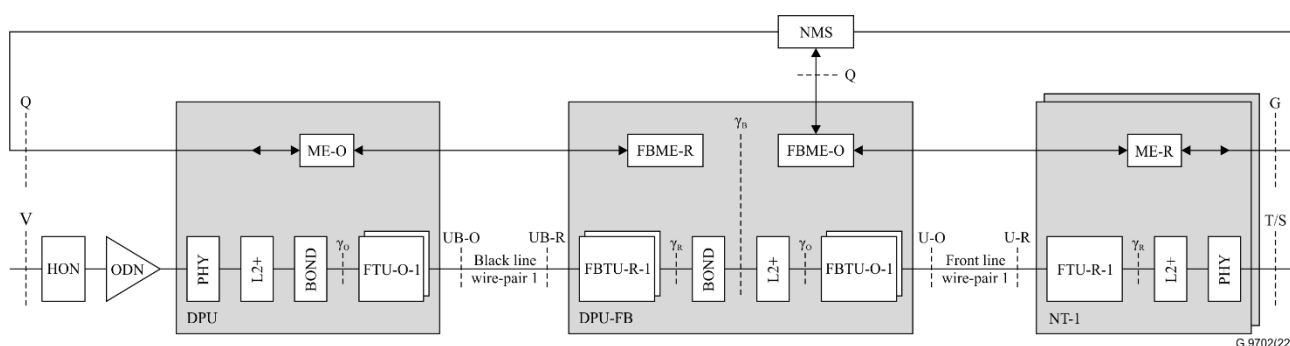 NMS
Q
Q
γB
G
ME-O
FBME-R
FBME-O
ME-R
V
T/S
HON
ODN
PHY
L2+
BOND
γO
FTU-O-1
UB-O
Black line
wire-pair 1
UB-R
FBTU-R-1
γR
BOND
L2+
γO
FBTU-O-1
U-O
Front line
wire-pair 1
U-R
FTU-R-1
γR
L2+
PHY
DPU
DPU-FB
NT-1
G.9702(22